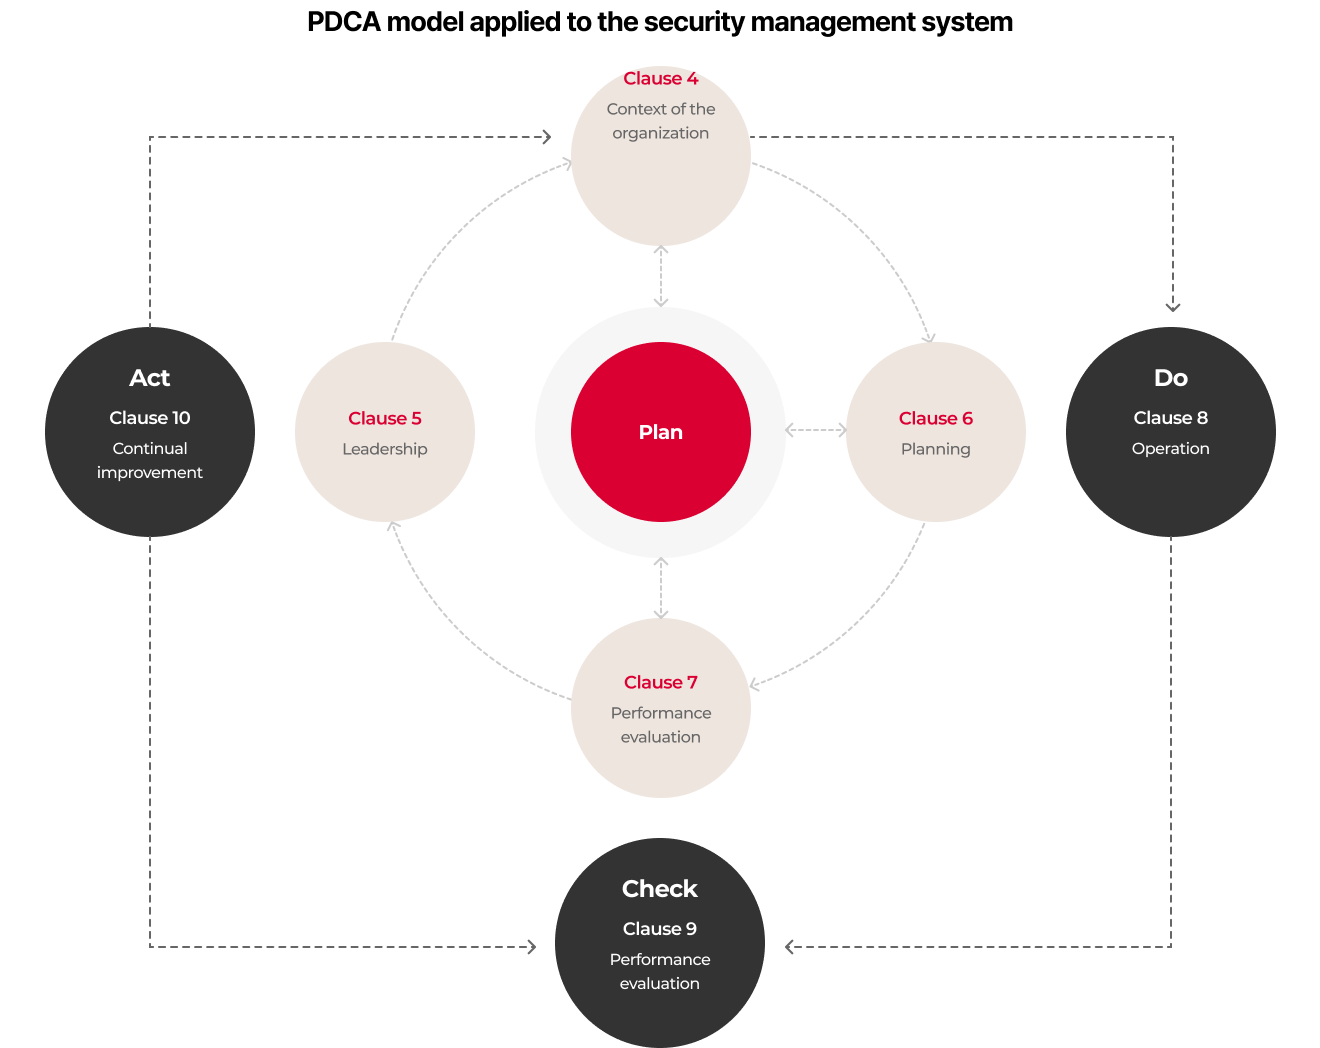 PDCA model applied to the security management system
Clause 4
Context of the
organization
Act
Clause 10
Continual
improvement
Clause 5
Leadership
Plan
Clause 6
Planning
Do
Clause 8
Operation
Clause 7
Performance
evaluation
Check
Clause 9
Performance
evaluation